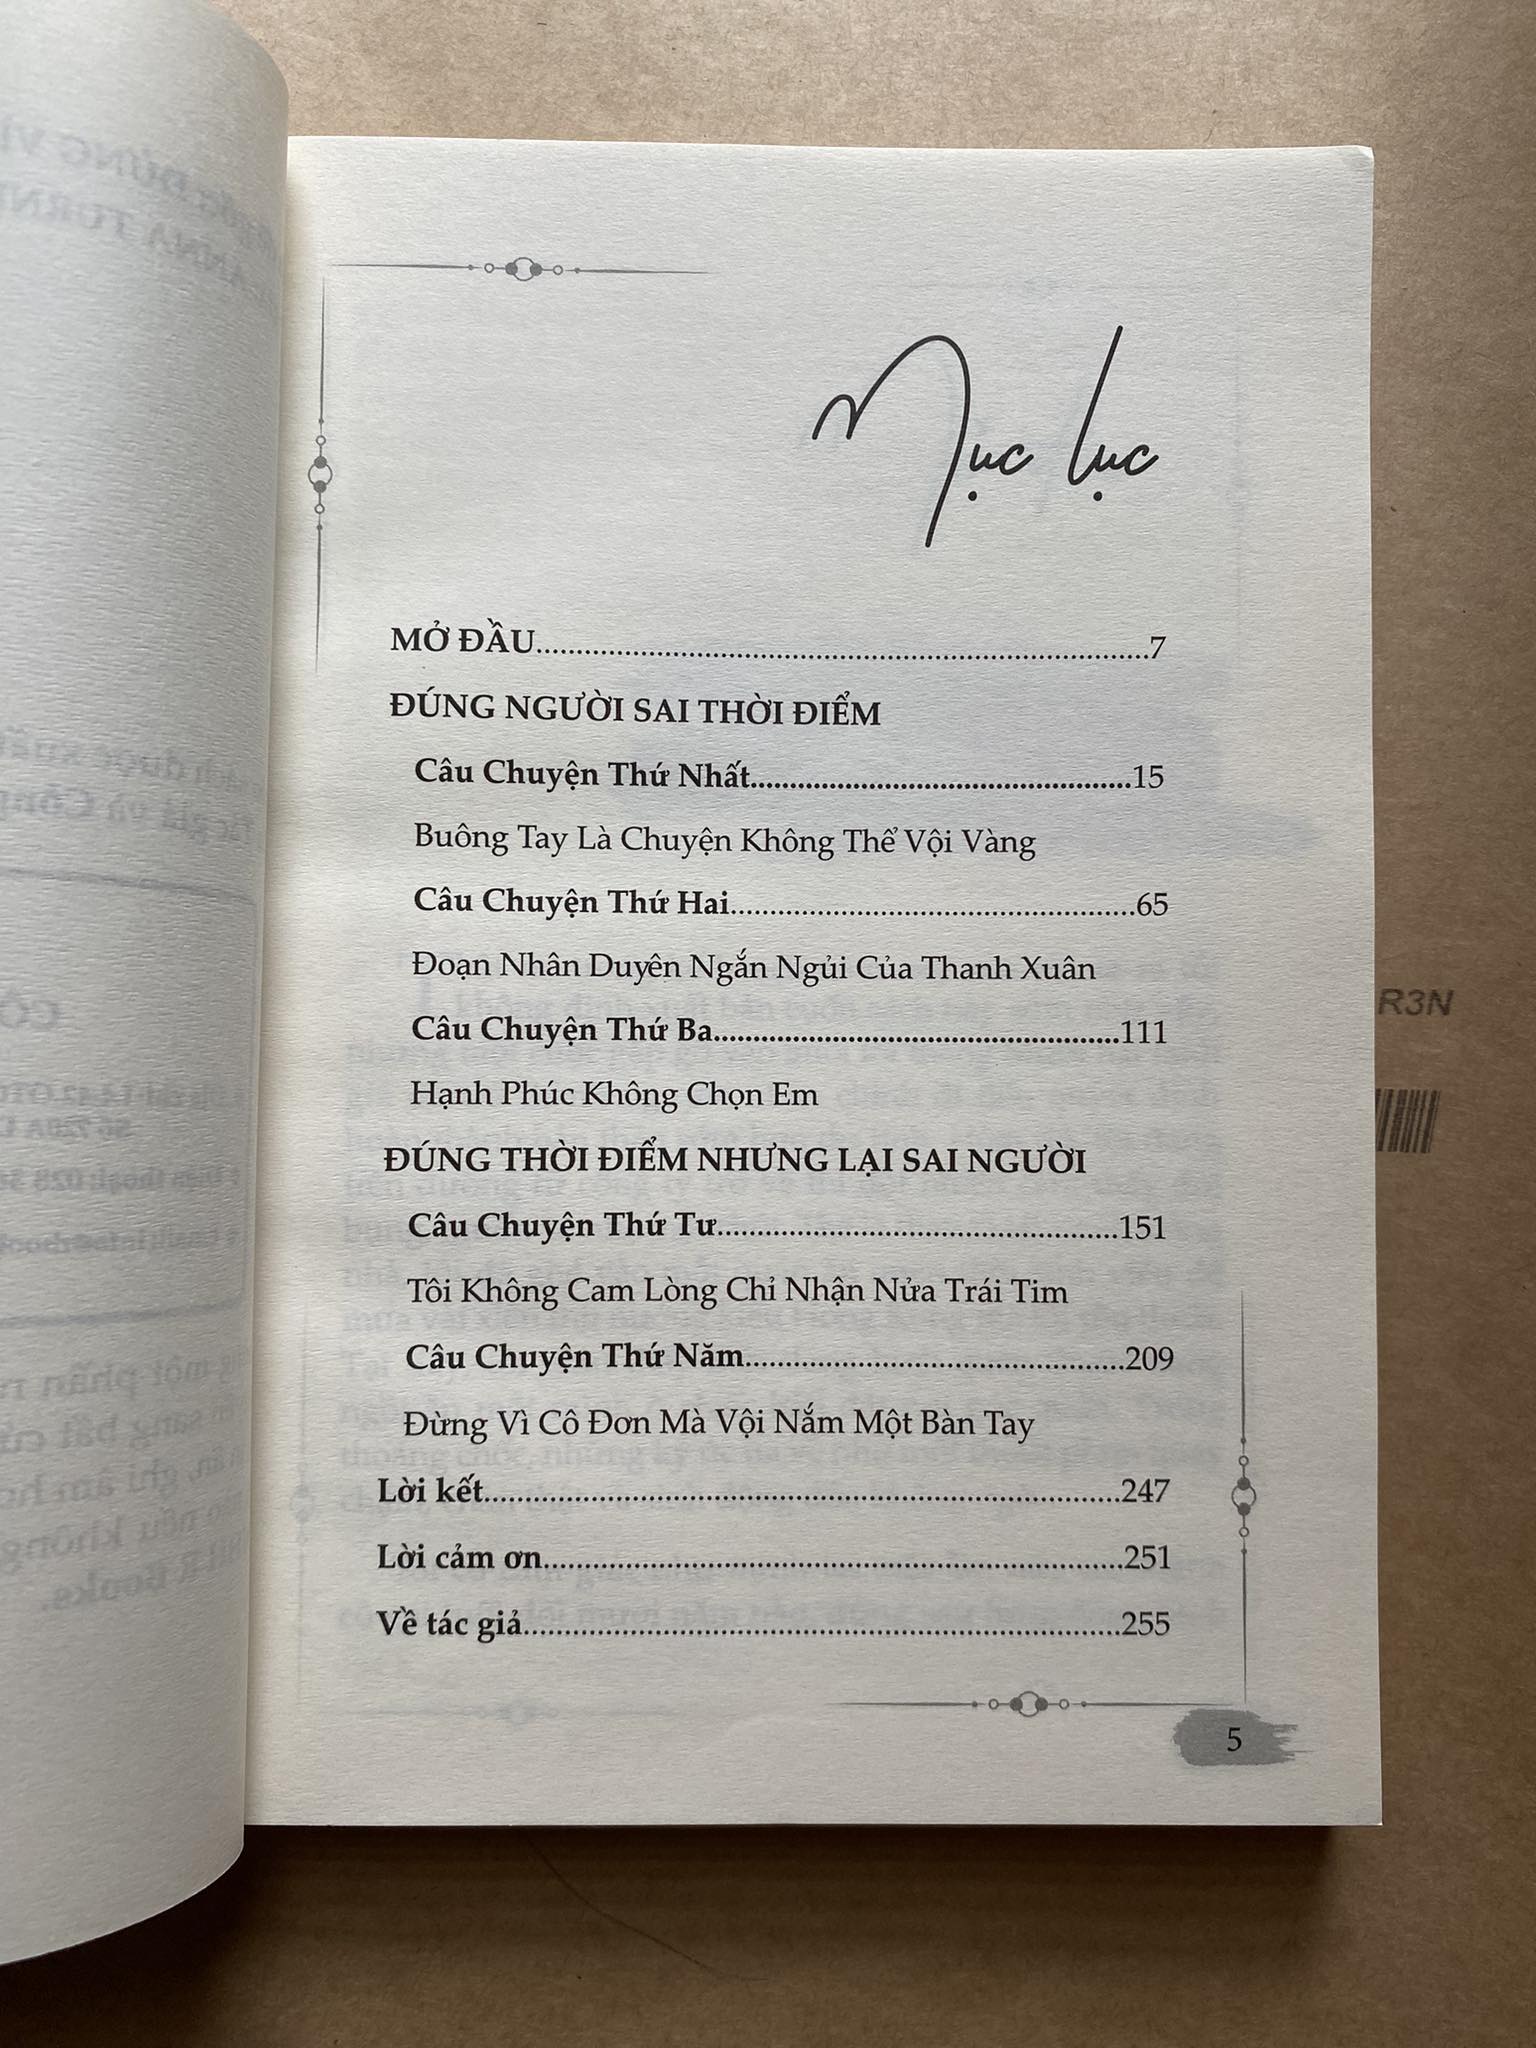 Mục lục
MỞ ĐẦU..............................................................................7
ĐÚNG NGƯỜI SAI THỜI ĐIỂM
Câu Chuyện Thứ Nhất................................................15
Buông Tay Là Chuyện Không Thể Vội Vàng
Câu Chuyện Thứ Hai...................................................65
Đoạn Nhân Duyên Ngắn Ngủi Của Thanh Xuân
Câu Chuyện Thứ Ba...................................................111
R3N
Hạnh Phúc Không Chọn Em
ĐÚNG THỜI ĐIỂM NHƯNG LẠI SAI NGƯỜI
Câu Chuyện Thứ Tư...................................................151
Tôi Không Cam Lòng Chỉ Nhận Nửa Trái Tim
Câu Chuyện Thứ Năm................................................209
Đừng Vì Cô Đơn Mà Vội Nắm Một Bàn Tay
Lời kết.................................................................................247
Lời cảm ơn.........................................................................251
Về tác giả............................................................................255
5